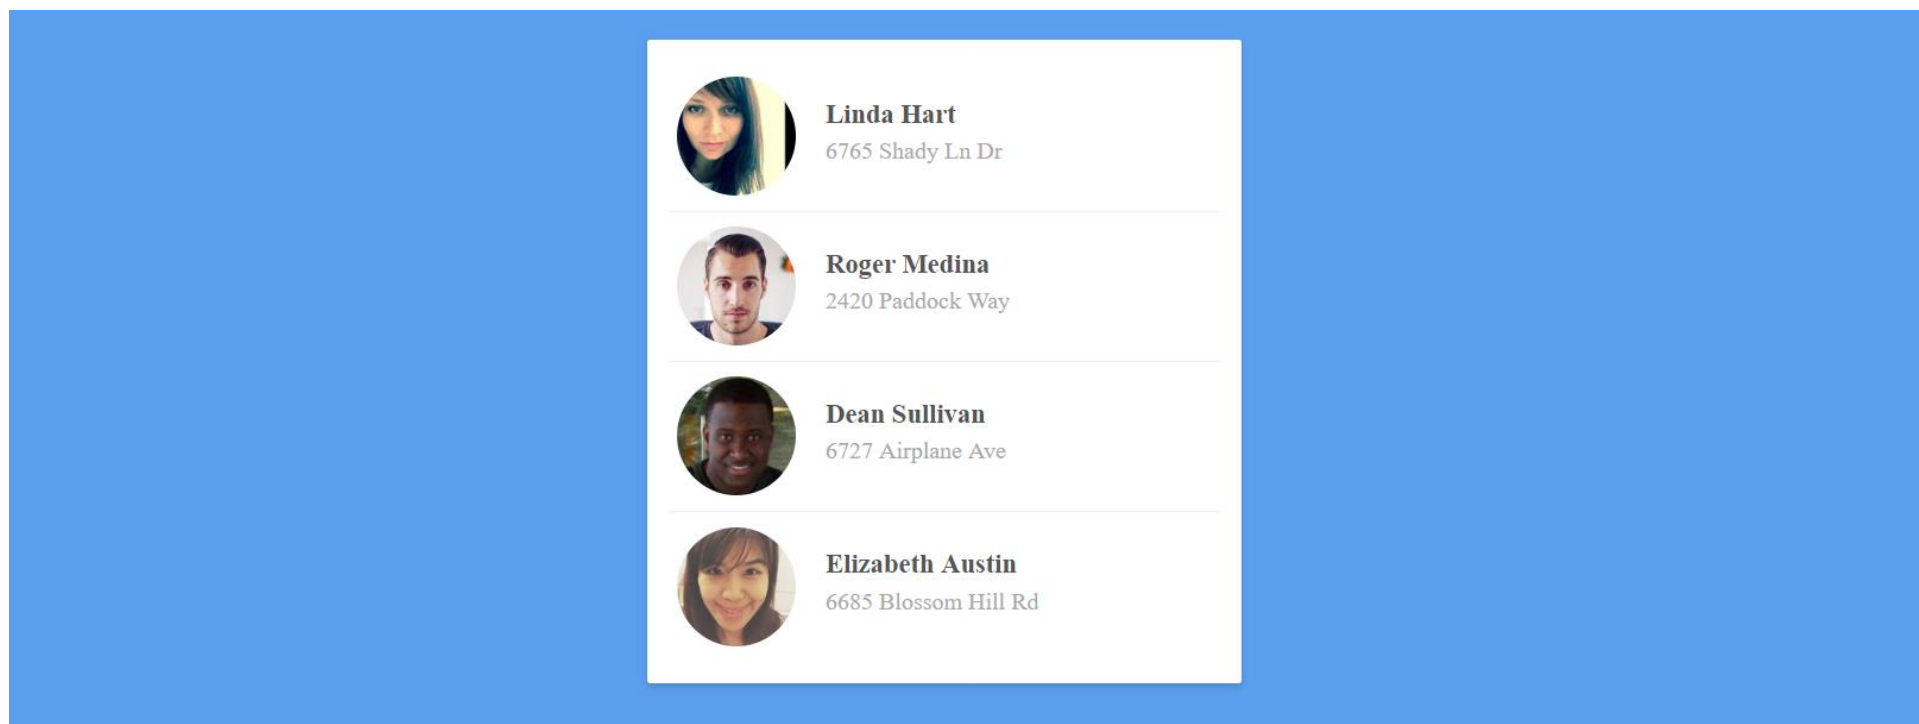 Linda Hart
6765 Shady Ln Dr
Roger Medina
2420 Paddock Way
Dean Sullivan
6727 Airplane Ave
Elizabeth Austin
6685 Blossom Hill Rd